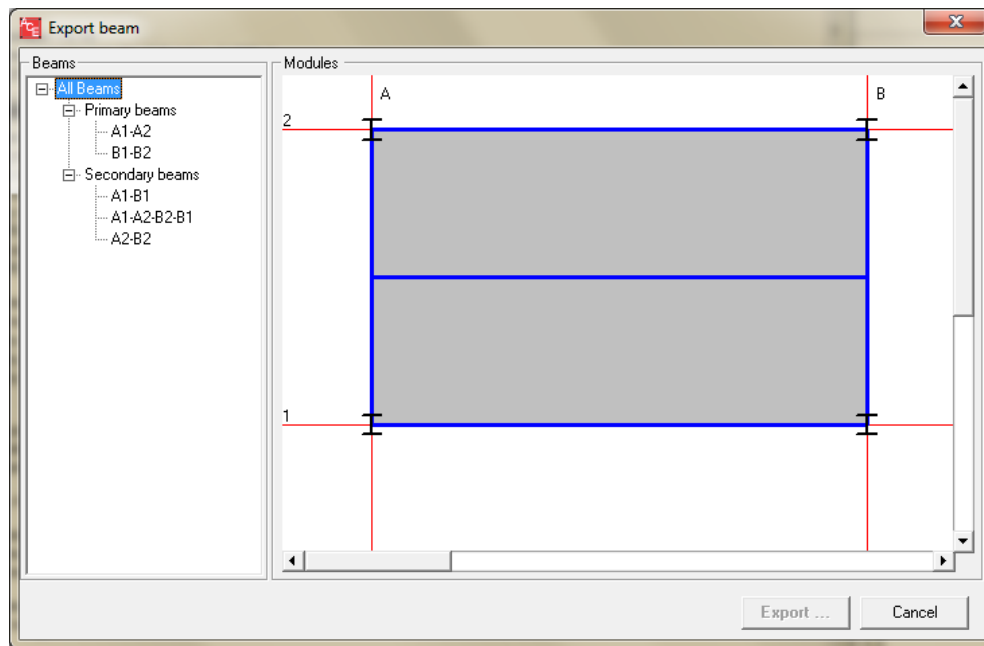 ACE Export beam
Beams
All Beams
Primary beams
A1-A2
B1-B2
Secondary beams
A1-B1
A1-A2-B2-B1
A2-B2
Modules
A
B
2
1
Export ...
Cancel